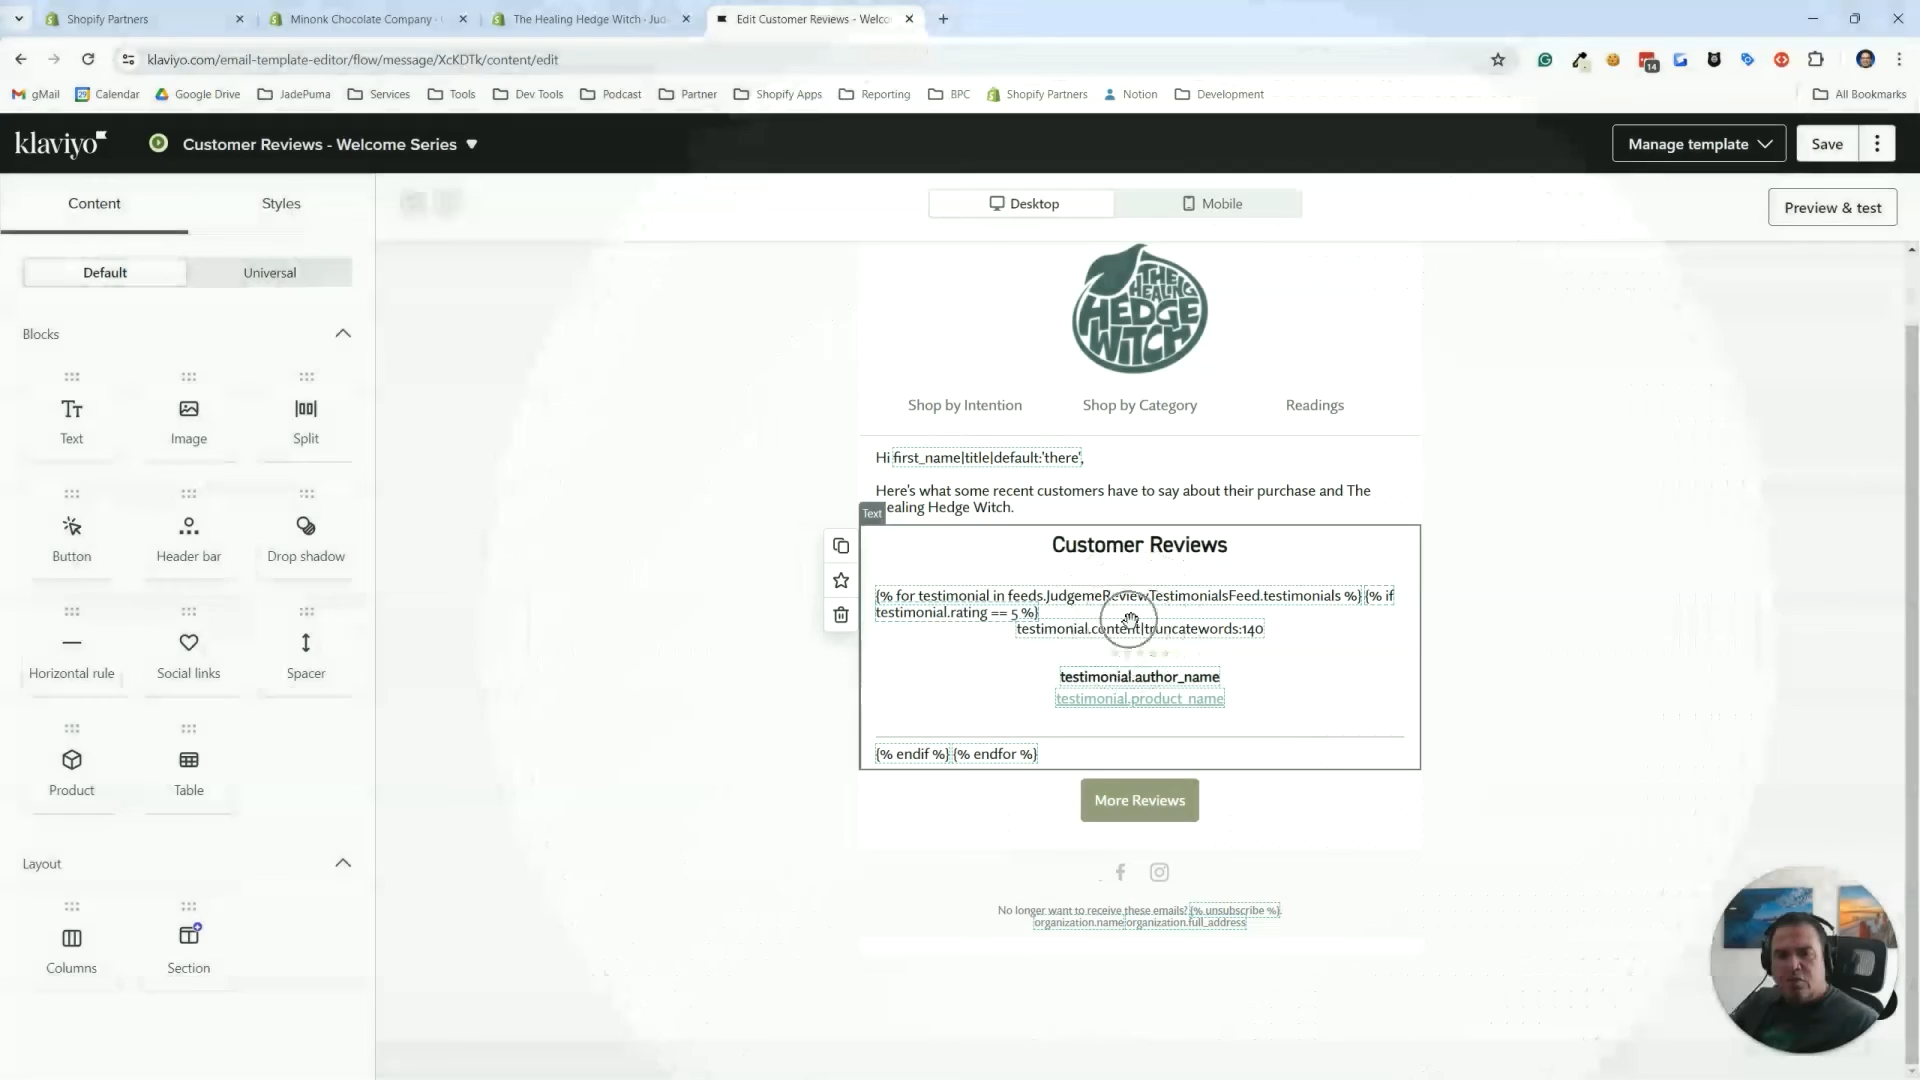 Shopify Partners
Minonk Chocolate Company ·
The Healing Hedge Witch · Jud
Edit Customer Reviews - Welco
klaviyo.com/email-template-editor/flow/message/XcKDTk/content/edit
14
gMail
Calendar
Google Drive
JadePuma
Services
Tools
Dev Tools
Podcast
Partner
Shopify Apps
Reporting
BPC
Shopify Partners
Notion
Development
All Bookmarks
klaviyo
Customer Reviews - Welcome Series
Manage template
Save
Content
Styles
Desktop
Mobile
Preview & test
Default
Universal
Blocks
Text
Image
Split
Button
Header bar
Drop shadow
Horizontal rule
Social links
Spacer
Product
Table
Layout
Columns
Section
THE
HEALING
HEDGE
WITCH
Shop by Intention
Shop by Category
Readings
Hi first_name|title|default:'there',
Here's what some recent customers have to say about their purchase and The
ealing Hedge Witch.
Text
Customer Reviews
{% for testimonial in feeds.JudgemeReviewTestimonialsFeed.testimonials %} {% if
testimonial.rating == 5 %}
testimonial.content|truncatewords:140
testimonial.author_name
testimonial.product_name
{% endif %} {% endfor %}
More Reviews
No longer want to receive these emails? {% unsubscribe %}.
organization.name organization.full_address